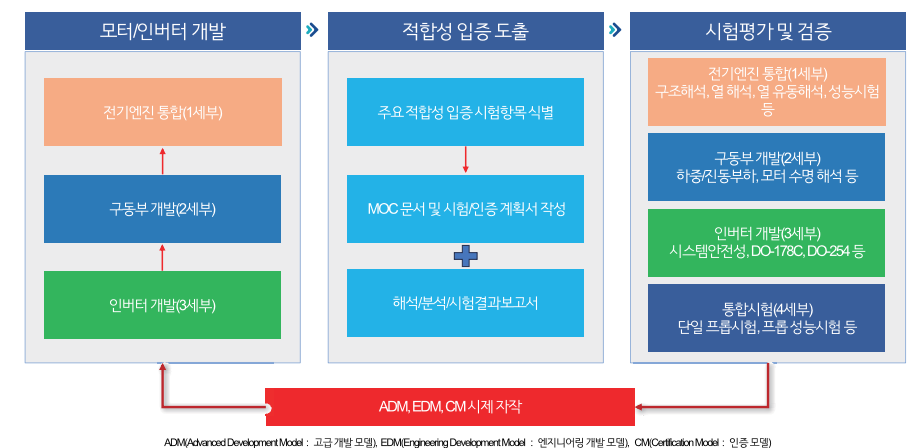 모터/인버터 개발
적합성 입증 도출
시험평가 및 검증
전기엔진 통합(1세부)
구동부 개발(2세부)
인버터 개발(3세부)
주요 적합성 입증 시험항목 식별
MOC 문서 및 시험/인증 계획서 작성
해석/분석/시험결과보고서
전기엔진 통합(1세부)
구조해석, 열 해석, 열 유동해석, 성능시험
등
구동부 개발(2세부)
하중/진동부하, 모터 수명 해석 등
인버터 개발(3세부)
시스템안전성, DO-178C, DO-254 등
통합시험(4세부)
단일 프롭시험, 프롭 성능시험 등
ADM, EDM, CM 시제 자작
ADM(Advanced Development Model : 고급 개발 모델), EDM(Engineering Development Model : 엔지니어링 개발 모델), CM(Certification Model : 인증 모델)